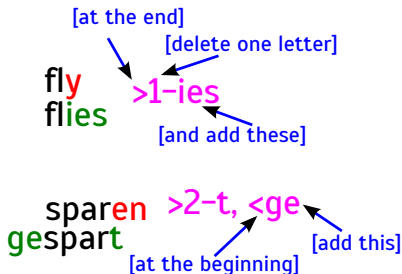 [at the end]
[delete one letter]
fly >1-ies
flies
[and add these]
sparen >2-t, <ge
gespart
[add this]
[at the beginning]